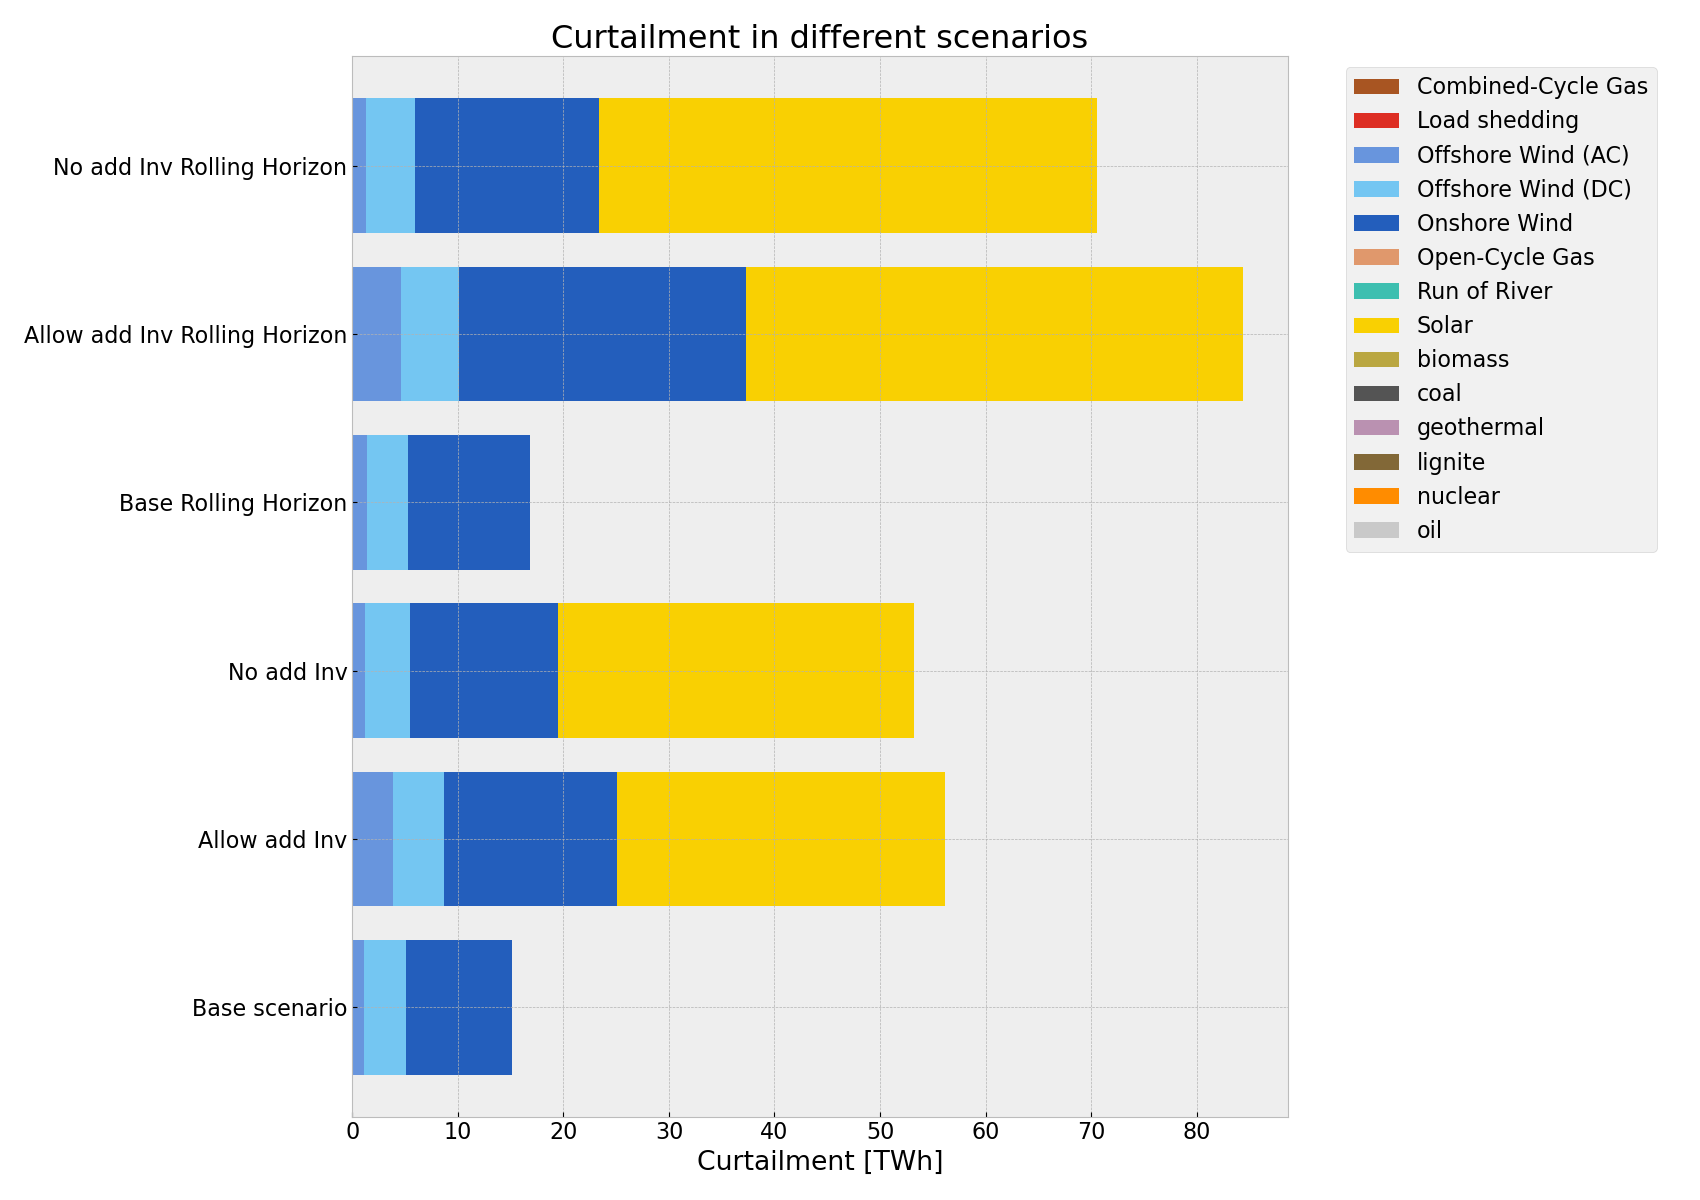 Curtailment in different scenarios
No add Inv Rolling Horizon
Allow add Inv Rolling Horizon
Base Rolling Horizon
No add Inv
Allow add Inv
Base scenario
0 10 20 30 40 50 60 70 80
Curtailment [TWh]
Combined-Cycle Gas
Load shedding
Offshore Wind (AC)
Offshore Wind (DC)
Onshore Wind
Open-Cycle Gas
Run of River
Solar
biomass
coal
geothermal
lignite
nuclear
oil